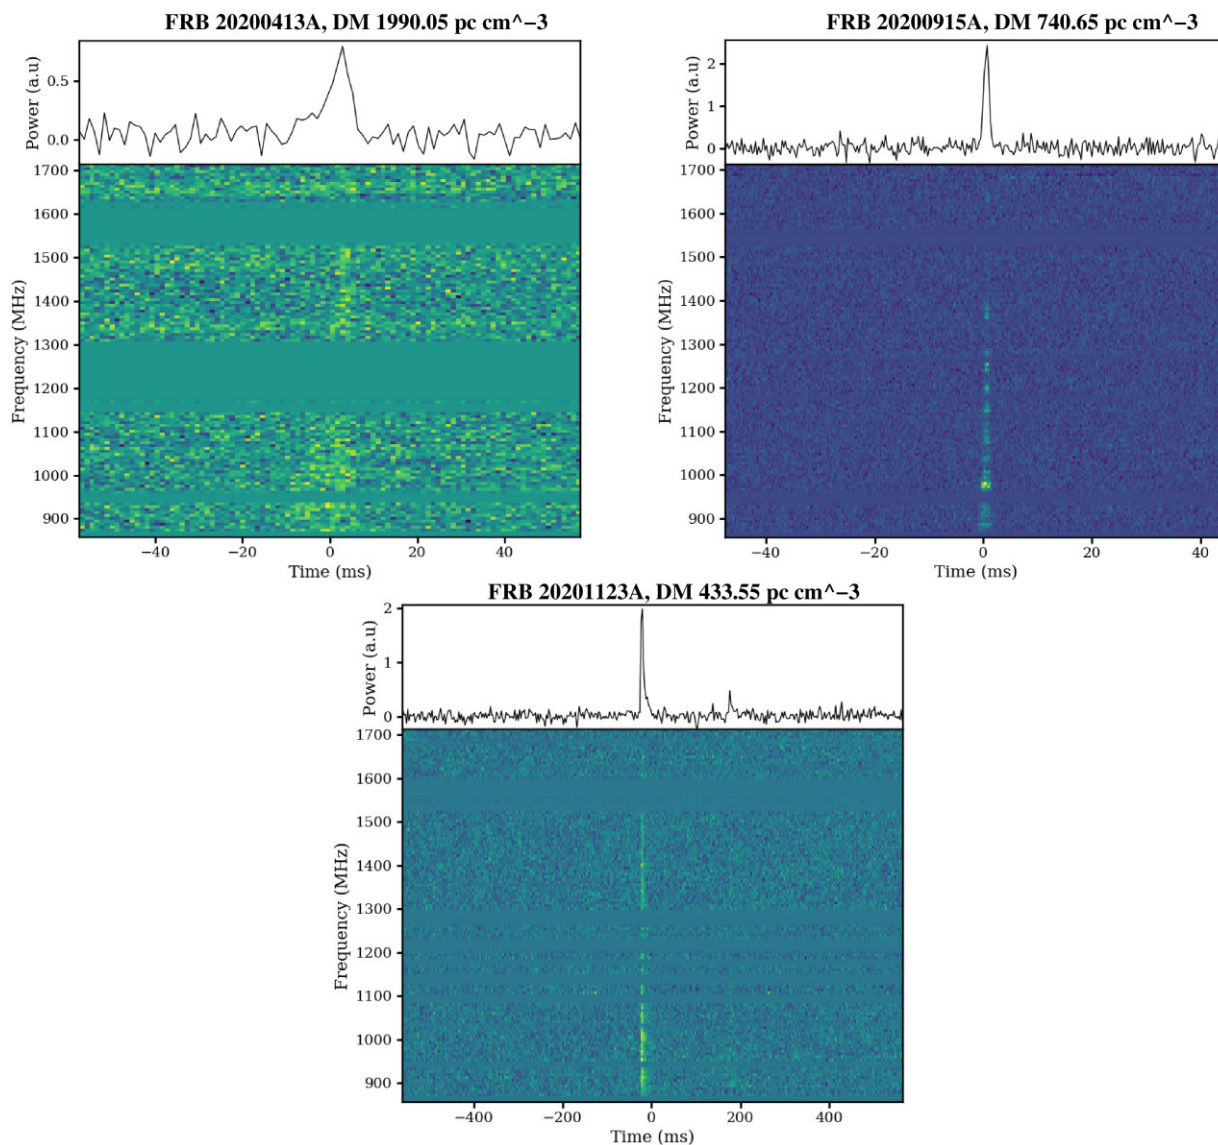 FRB 20200413A, DM 1990.05 pc cm^−3
Power (a.u)
0.5
0.0
Frequency (MHz)
1700
1600
1500
1400
1300
1200
1100
1000
900
−40 −20 0 20 40
Time (ms)
FRB 20200915A, DM 740.65 pc cm^−3
Power (a.u)
2
1
0
Frequency (MHz)
1700
1600
1500
1400
1300
1200
1100
1000
900
−40 −20 0 20 40
Time (ms)
FRB 20201123A, DM 433.55 pc cm^−3
Power (a.u)
2
1
0
Frequency (MHz)
1700
1600
1500
1400
1300
1200
1100
1000
900
−400 −200 0 200 400
Time (ms)